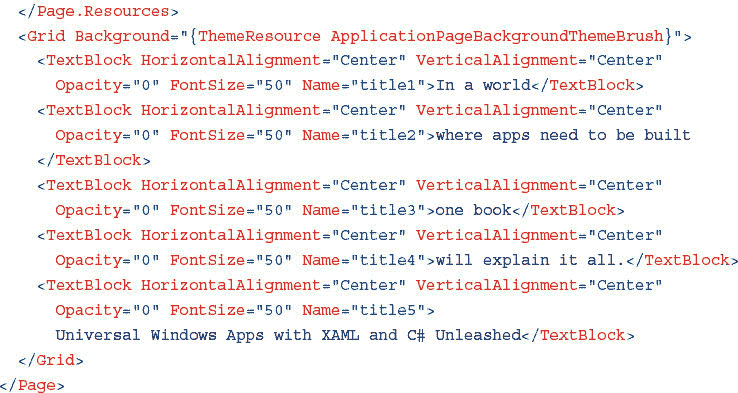 </Page.Resources>
<Grid Background="{ThemeResource ApplicationPageBackgroundThemeBrush}">
<TextBlock HorizontalAlignment="Center" VerticalAlignment="Center"
Opacity="0" FontSize="50" Name="title1">In a world</TextBlock>
<TextBlock HorizontalAlignment="Center" VerticalAlignment="Center"
Opacity="0" FontSize="50" Name="title2">where apps need to be built
</TextBlock>
<TextBlock HorizontalAlignment="Center" VerticalAlignment="Center"
Opacity="0" FontSize="50" Name="title3">one book</TextBlock>
<TextBlock HorizontalAlignment="Center" VerticalAlignment="Center"
Opacity="0" FontSize="50" Name="title4">will explain it all.</TextBlock>
<TextBlock HorizontalAlignment="Center" VerticalAlignment="Center"
Opacity="0" FontSize="50" Name="title5">
Universal Windows Apps with XAML and C# Unleashed</TextBlock>
</Grid>
</Page>